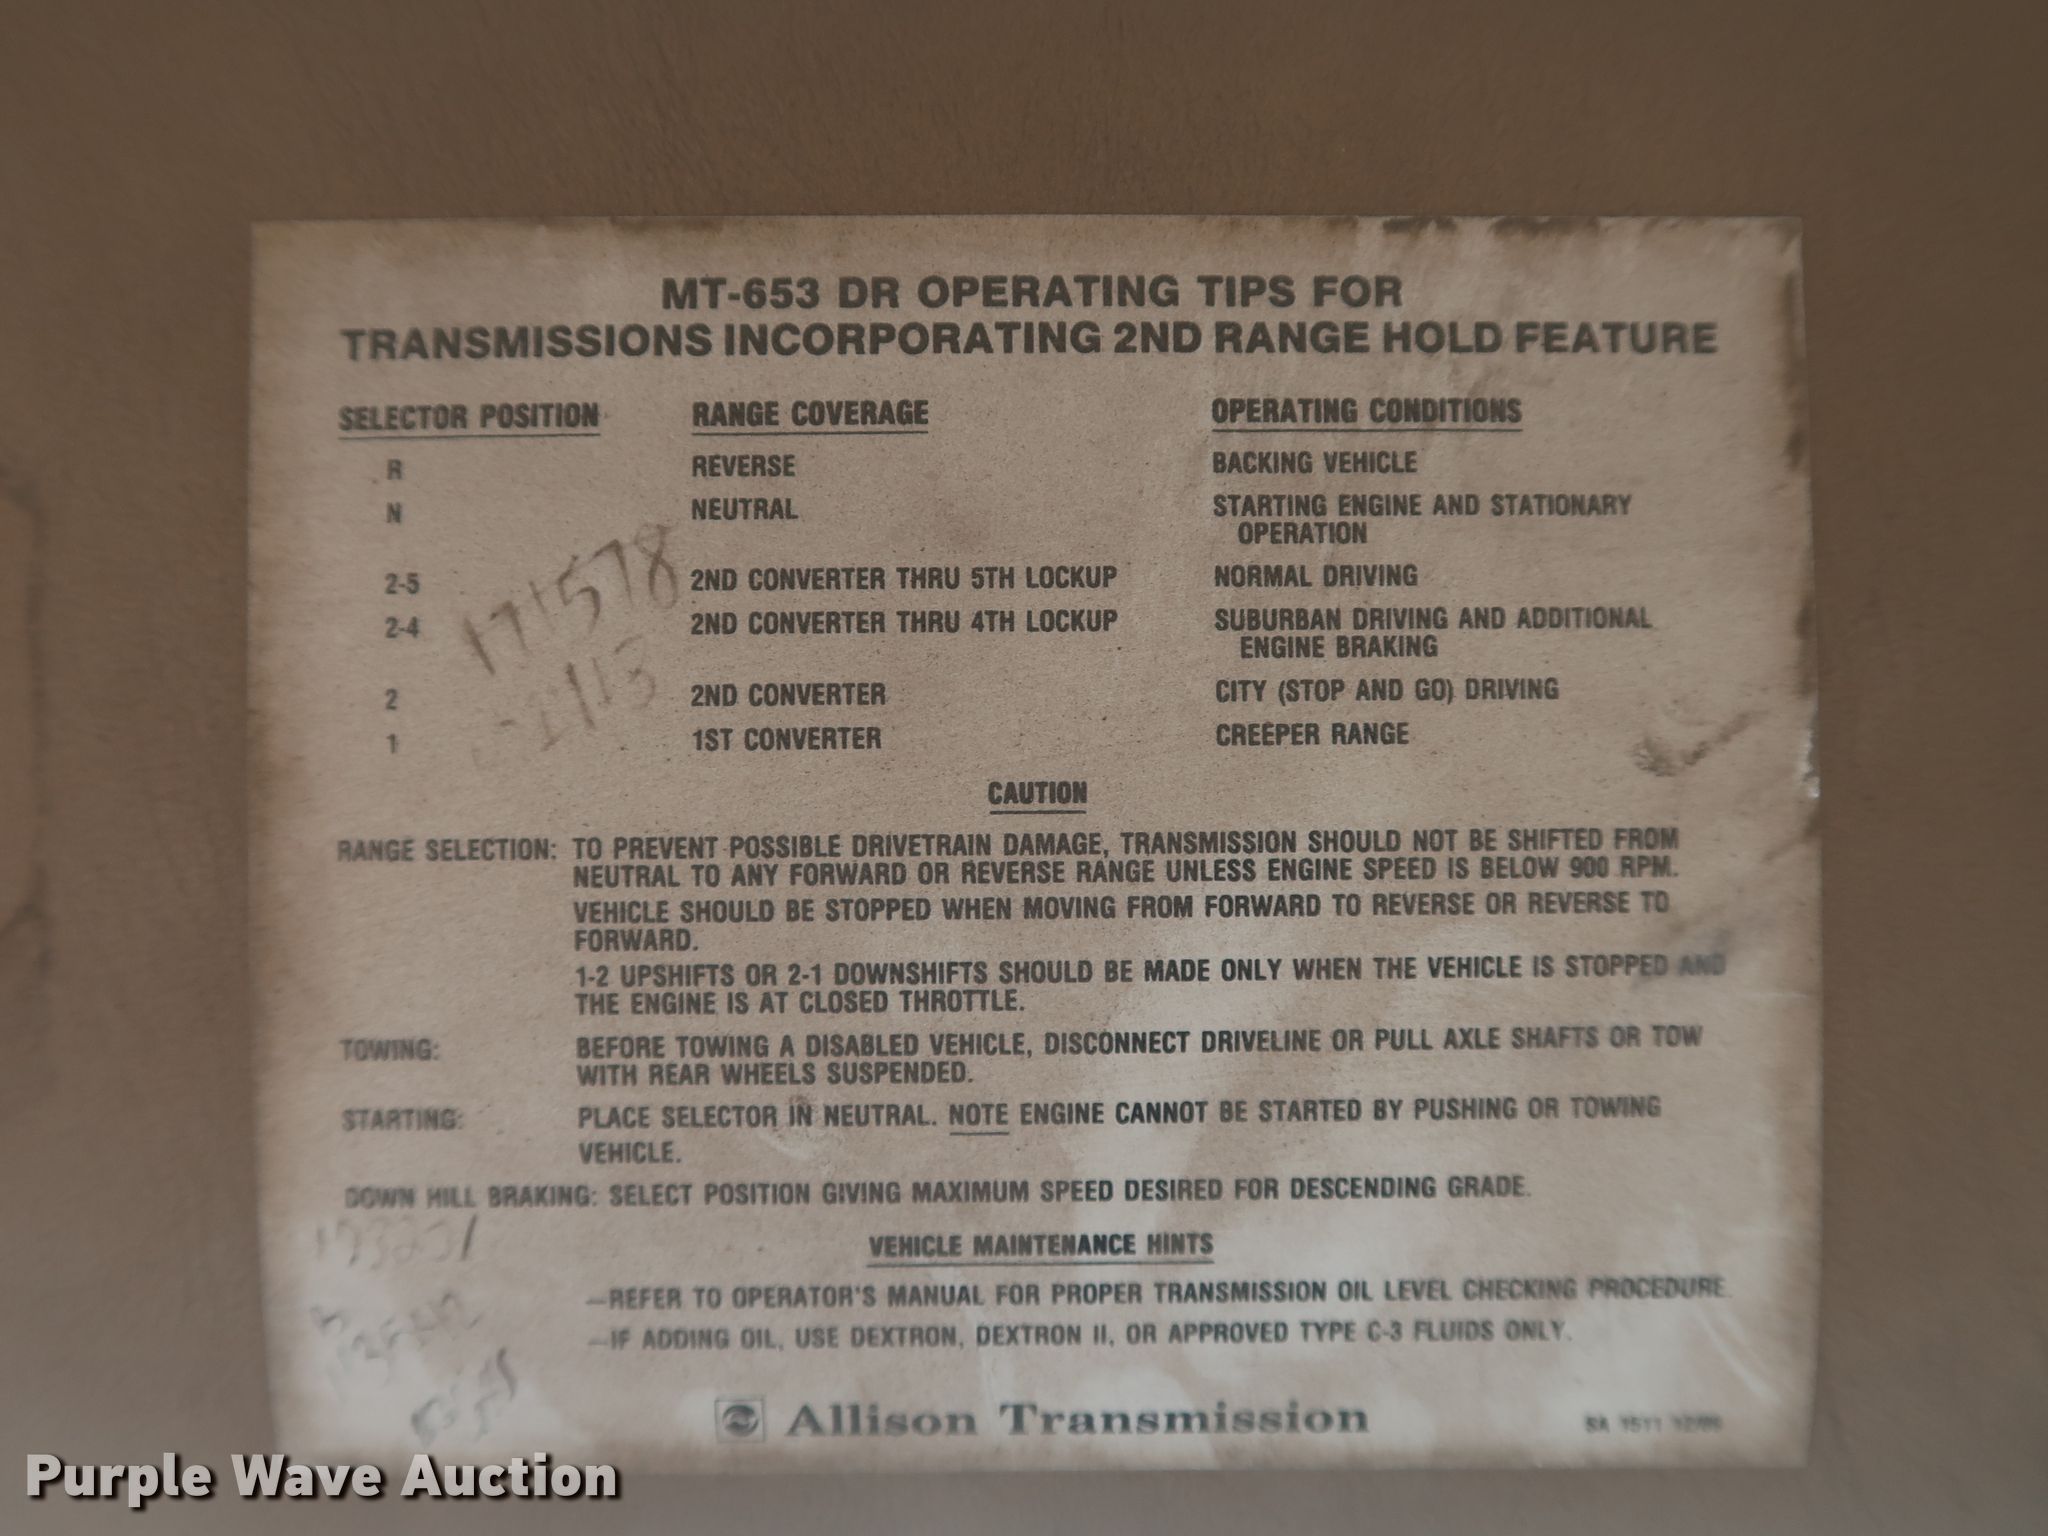 MT-653 DR OPERATING TIPS FOR
TRANSMISSIONS INCORPORATING 2ND RANGE HOLD FEATURE
SELECTOR POSITION RANGE COVERAGE OPERATING CONDITIONS
R REVERSE BACKING VEHICLE
N NEUTRAL STARTING ENGINE AND STATIONARY
OPERATION
2-5 2ND CONVERTER THRU 5TH LOCKUP NORMAL DRIVING
171578
2-4 2ND CONVERTER THRU 4TH LOCKUP SUBURBAN DRIVING AND ADDITIONAL
ENGINE BRAKING
2 2ND CONVERTER CITY (STOP AND GO) DRIVING
1 1ST CONVERTER CREEPER RANGE
CAUTION
RANGE SELECTION: TO PREVENT POSSIBLE DRIVETRAIN DAMAGE, TRANSMISSION SHOULD NOT BE SHIFTED FROM
NEUTRAL TO ANY FORWARD OR REVERSE RANGE UNLESS ENGINE SPEED IS BELOW 900 RPM.
VEHICLE SHOULD BE STOPPED WHEN MOVING FROM FORWARD TO REVERSE OR REVERSE TO
FORWARD.
1-2 UPSHIFTS OR 2-1 DOWNSHIFTS SHOULD BE MADE ONLY WHEN THE VEHICLE IS STOPPED AND
THE ENGINE IS AT CLOSED THROTTLE.
TOWING: BEFORE TOWING A DISABLED VEHICLE, DISCONNECT DRIVELINE OR PULL AXLE SHAFTS OR TOW
WITH REAR WHEELS SUSPENDED.
STARTING: PLACE SELECTOR IN NEUTRAL. NOTE ENGINE CANNOT BE STARTED BY PUSHING OR TOWING
VEHICLE.
DOWN HILL BRAKING: SELECT POSITION GIVING MAXIMUM SPEED DESIRED FOR DESCENDING GRADE.
VEHICLE MAINTENANCE HINTS
—REFER TO OPERATOR'S MANUAL FOR PROPER TRANSMISSION OIL LEVEL CHECKING PROCEDURE.
—IF ADDING OIL, USE DEXTRON, DEXTRON II, OR APPROVED TYPE C-3 FLUIDS ONLY.
Allison Transmission
SA 1511
Purple Wave Auction